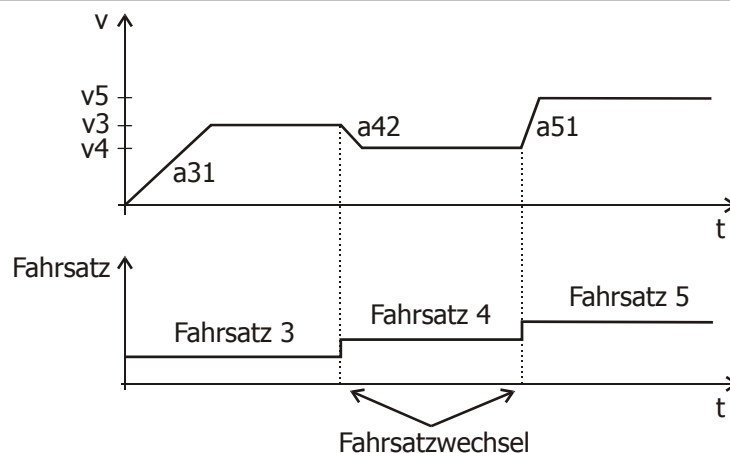 v
v5
v3
v4
a42
a51
a31
t
Fahrsatz
Fahrsatz 5
Fahrsatz 4
Fahrsatz 3
t
Fahrsatzwechsel